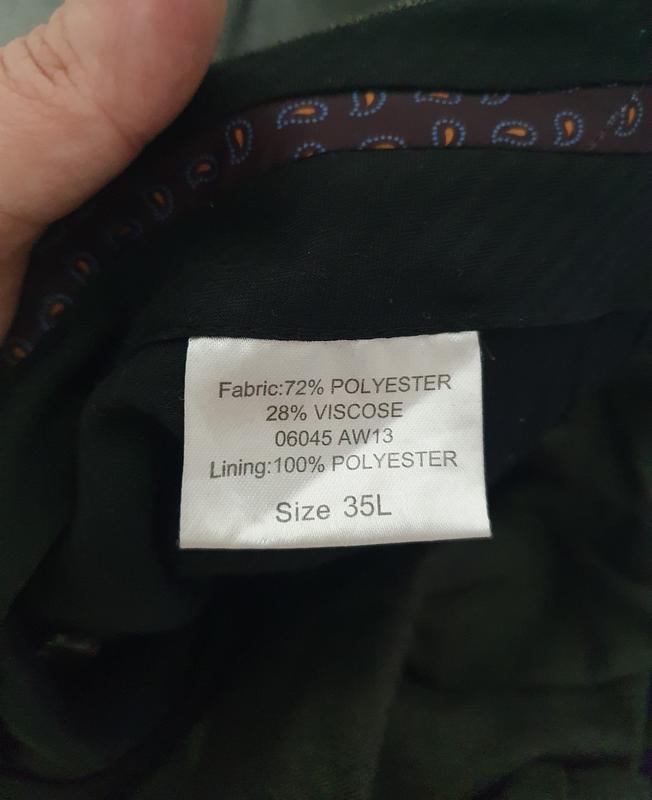 Fabric:72% POLYESTER
28% VISCOSE
06045 AW13
Lining:100% POLYESTER
Size 35L